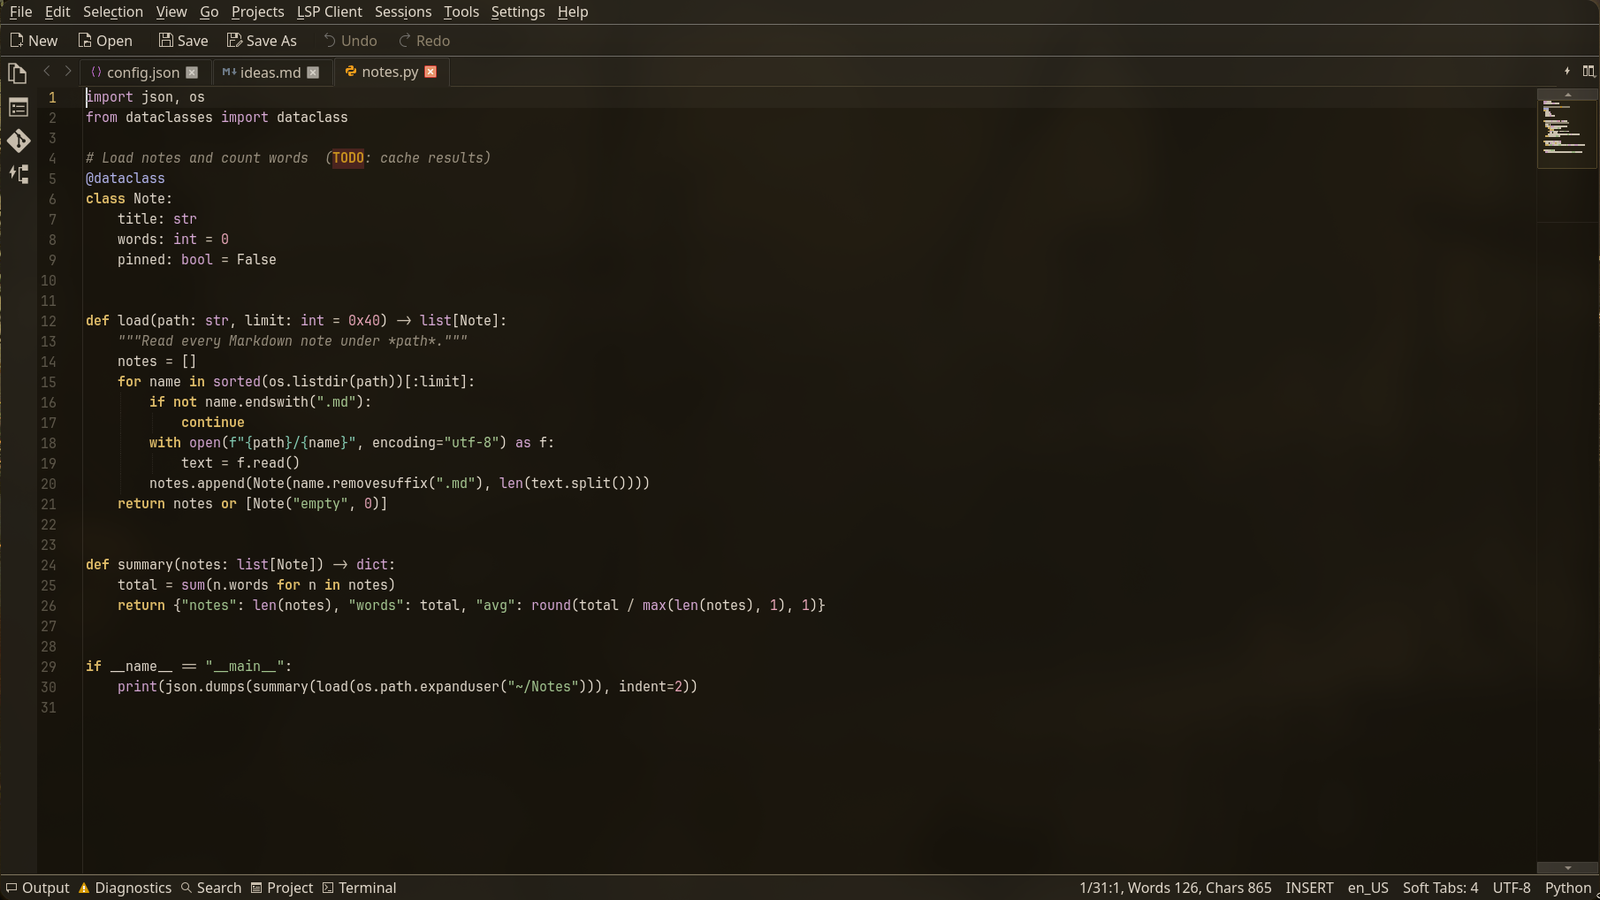 File Edit Selection View Go Projects LSP Client Sessions Tools Settings Help
New Open Save Save As Undo Redo
config.json ideas.md notes.py
1 import json, os
2 from dataclasses import dataclass
3
4 # Load notes and count words  (TODO: cache results)
5 @dataclass
6 class Note:
7     title: str
8     words: int = 0
9     pinned: bool = False
10
11
12 def load(path: str, limit: int = 0x40) -> list[Note]:
13     """Read every Markdown note under *path*."""
14     notes = []
15     for name in sorted(os.listdir(path))[:limit]:
16         if not name.endswith(".md"):
17             continue
18         with open(f"{path}/{name}", encoding="utf-8") as f:
19             text = f.read()
20         notes.append(Note(name.removesuffix(".md"), len(text.split())))
21     return notes or [Note("empty", 0)]
22
23
24 def summary(notes: list[Note]) -> dict:
25     total = sum(n.words for n in notes)
26     return {"notes": len(notes), "words": total, "avg": round(total / max(len(notes), 1), 1)}
27
28
29 if __name__ == "__main__":
30     print(json.dumps(summary(load(os.path.expanduser("~/Notes"))), indent=2))
31
Output Diagnostics Search Project Terminal 1/31:1, Words 126, Chars 865 INSERT en_US Soft Tabs: 4 UTF-8 Python